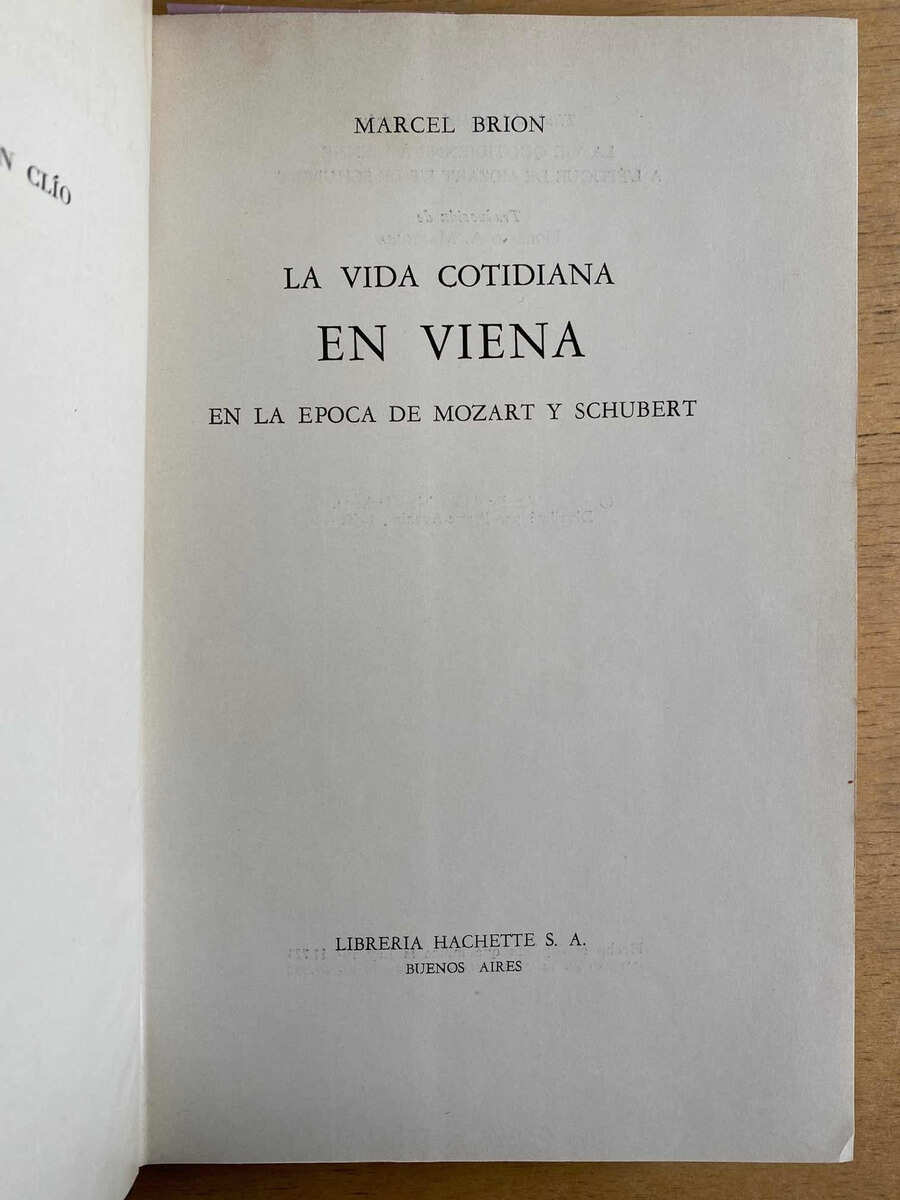 N CLÍO
MARCEL BRION
LA VIDA COTIDIANA
EN VIENA
EN LA EPOCA DE MOZART Y SCHUBERT
LIBRERIA HACHETTE S. A.
BUENOS AIRES